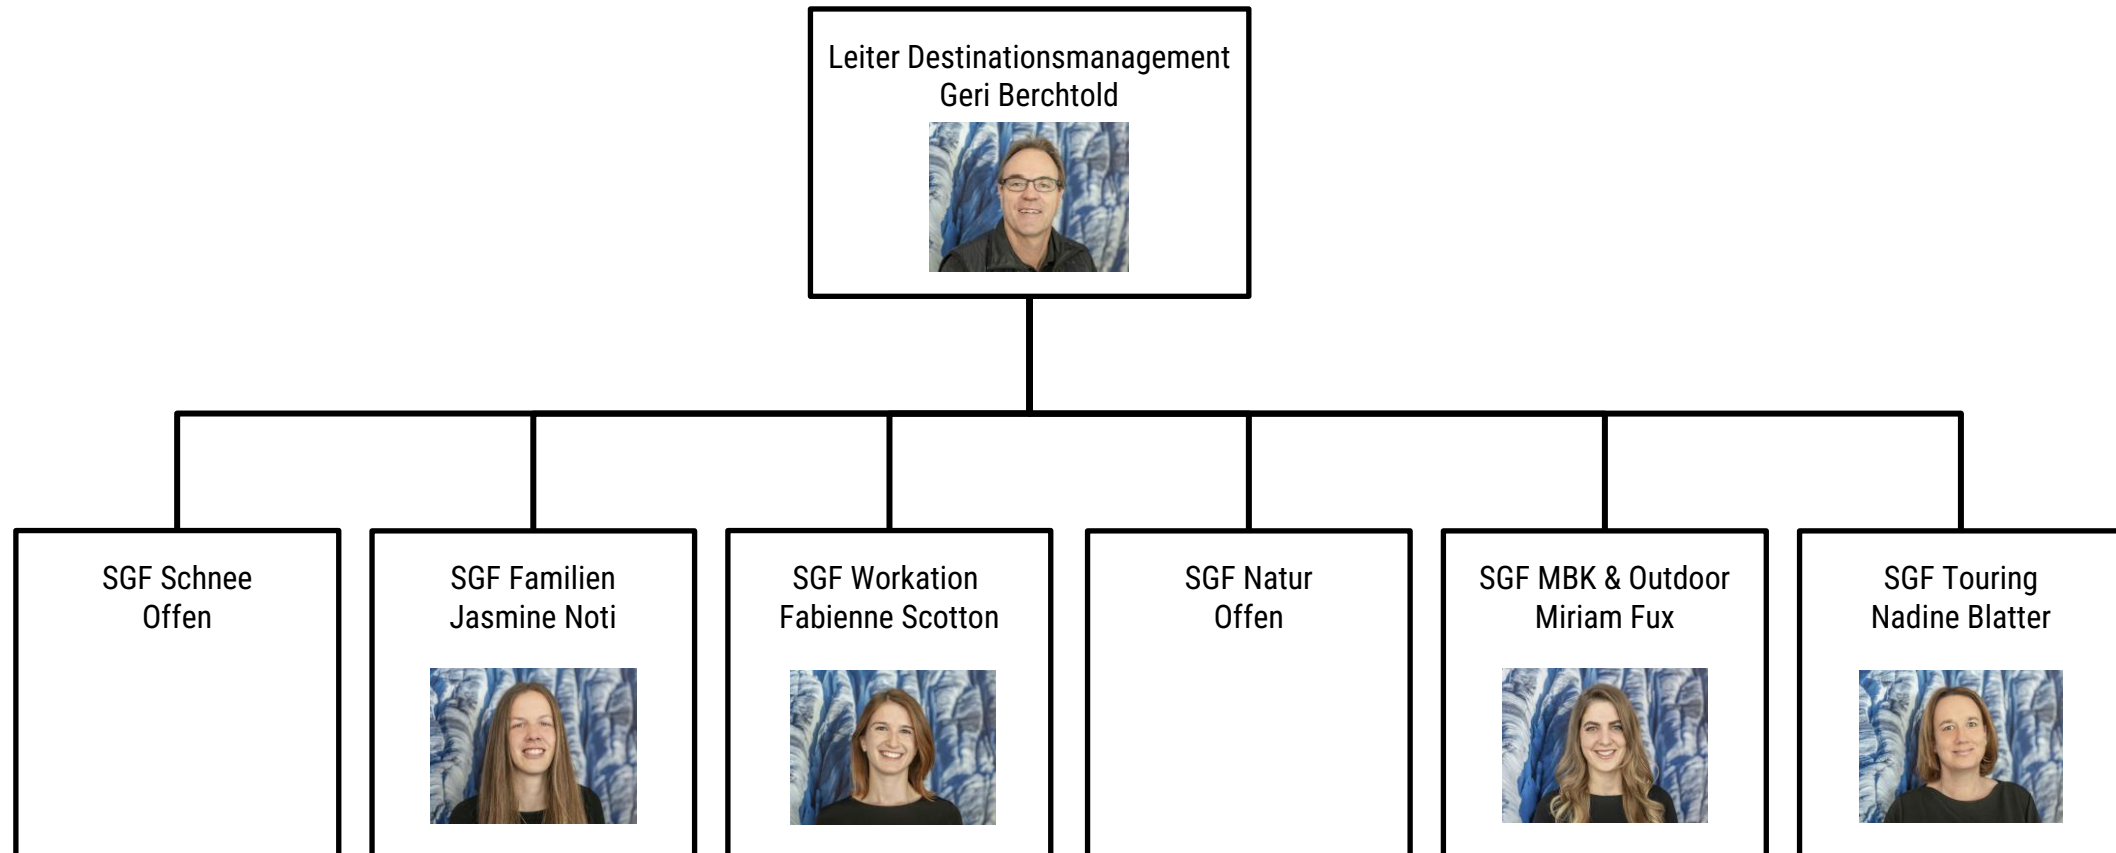 Leiter Destinationsmanagement
Geri Berchtold
SGF Schnee
Offen
SGF Familien
Jasmine Noti
SGF Workation
Fabienne Scotton
SGF Natur
Offen
SGF MBK & Outdoor
Miriam Fux
SGF Touring
Nadine Blatter